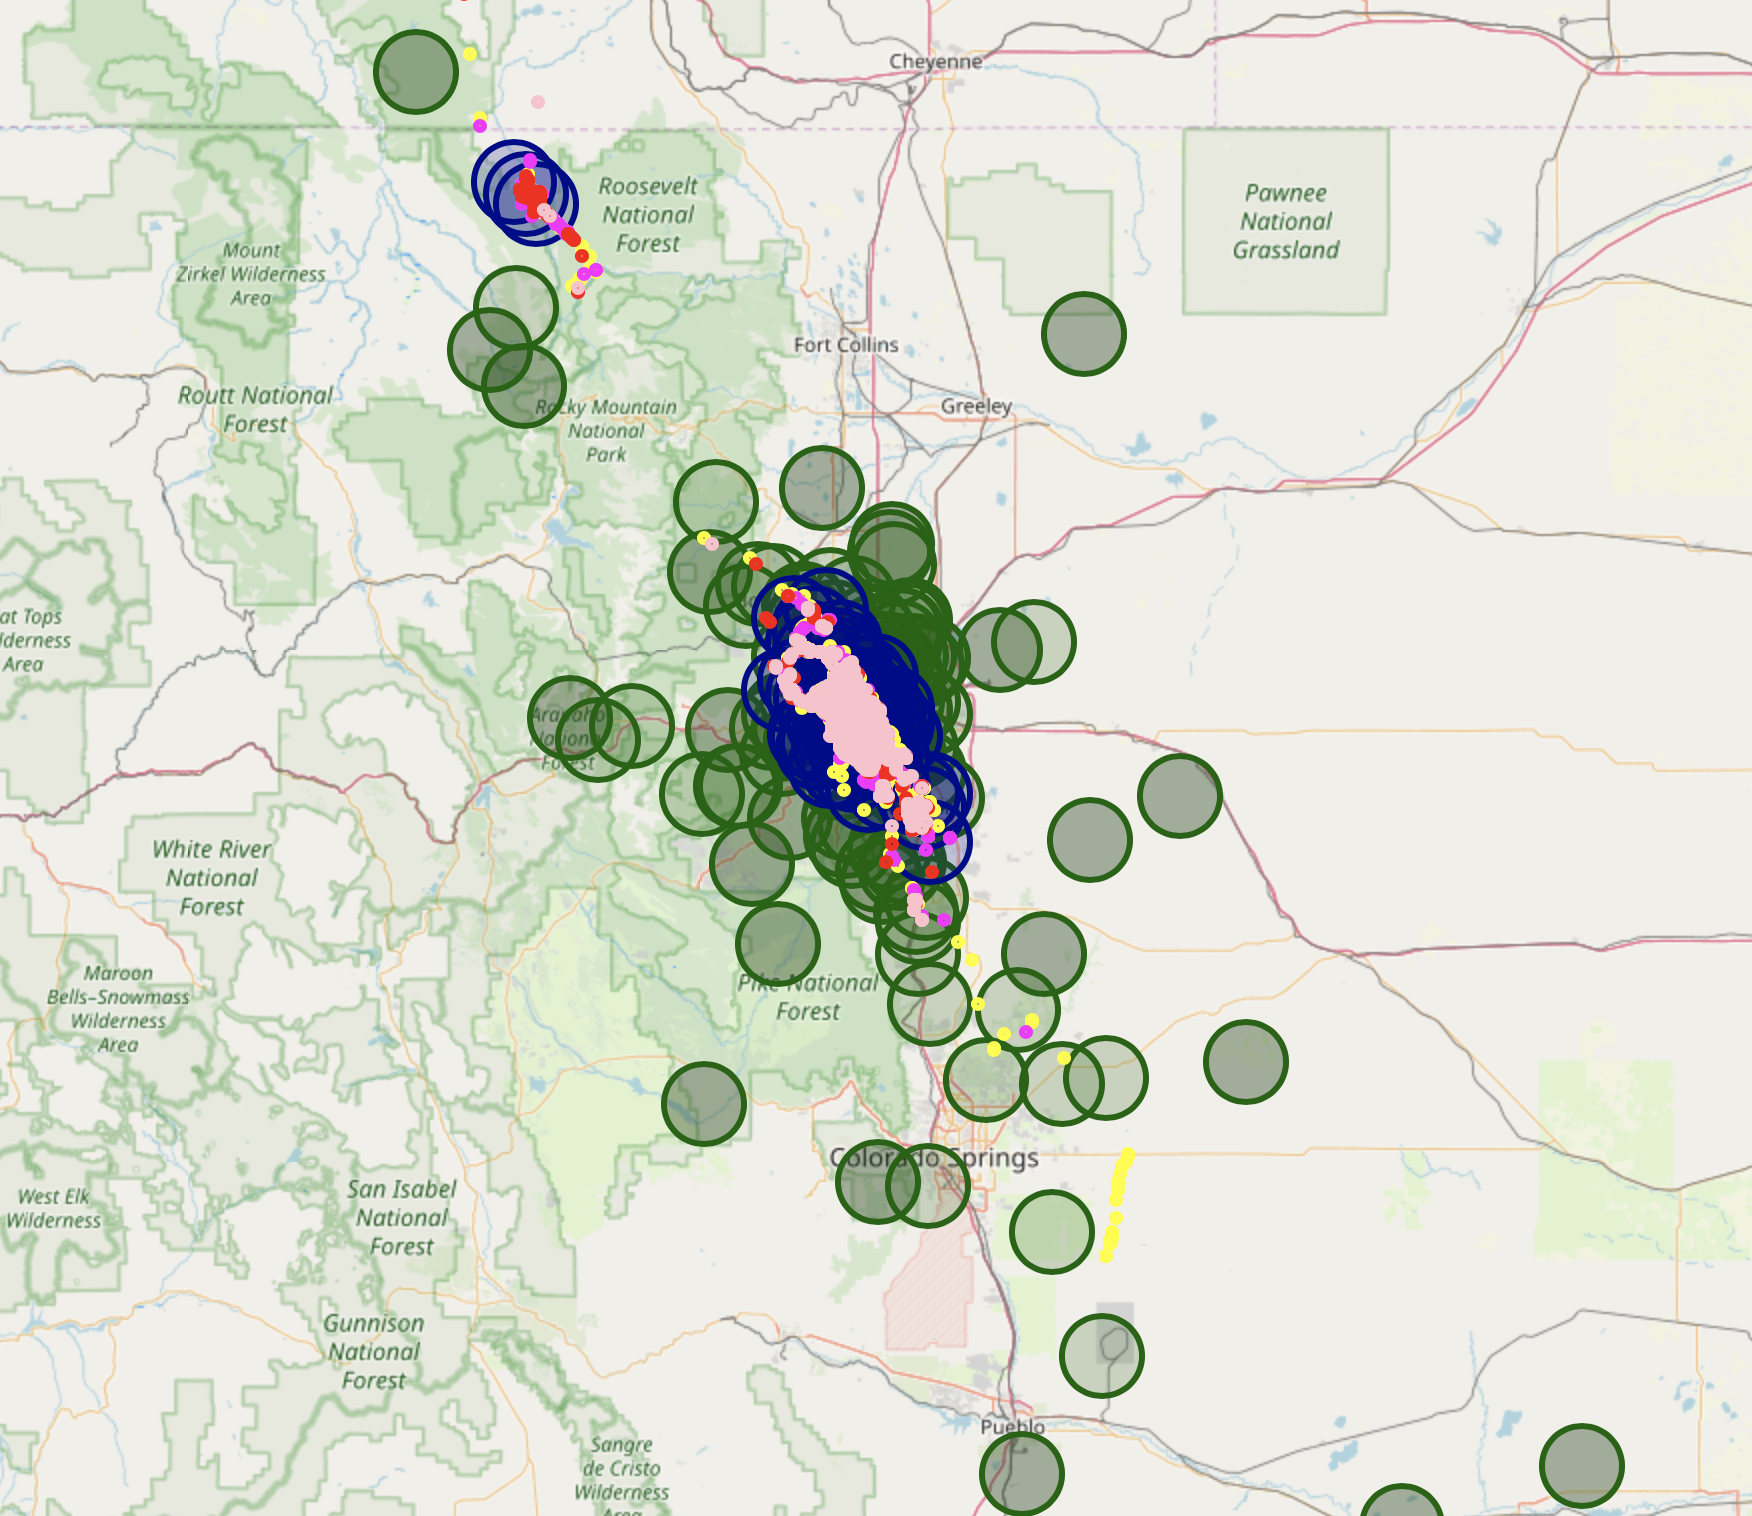 Cheyenne
Roosevelt
National
Forest
Pawnee
National
Grassland
Mount
Zirkel Wilderness
Area
Fort Collins
Routt National
Forest
Greeley
Rocky Mountain
National
Park
at Tops
lderness
Area
Arapaho
National
Forest
White River
National
Forest
Maroon
Bells–Snowmass
Wilderness
Area
Pike National
Forest
Colorado Springs
West Elk
Wilderness
San Isabel
National
Forest
Gunnison
National
Forest
Pueblo
Sangre
de Cristo
Wilderness
Area